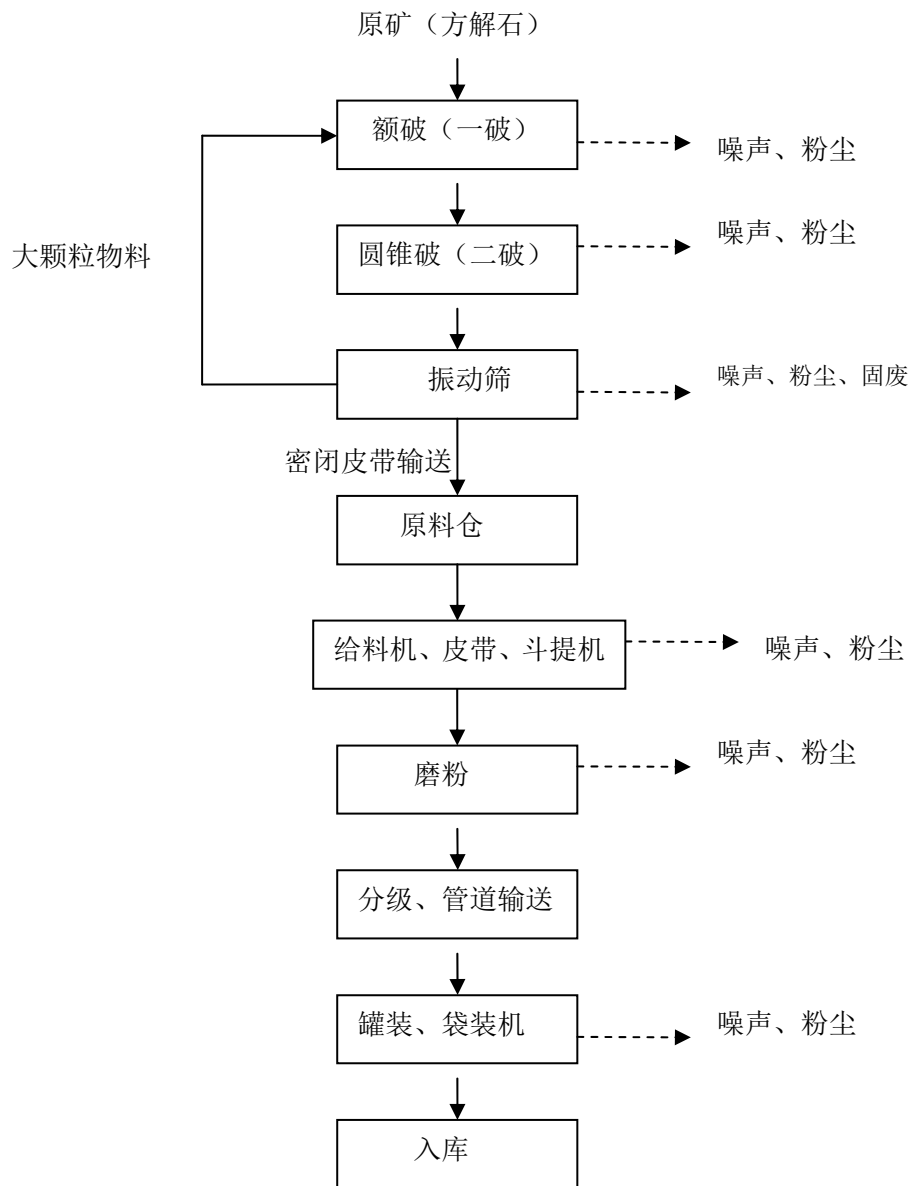 原矿（方解石）
额破（一破）
噪声、粉尘
噪声、粉尘
大颗粒物料
圆锥破（二破）
振动筛
噪声、粉尘、固废
密闭皮带输送
原料仓
给料机、皮带、斗提机
噪声、粉尘
噪声、粉尘
磨粉
分级、管道输送
罐装、袋装机
噪声、粉尘
入库